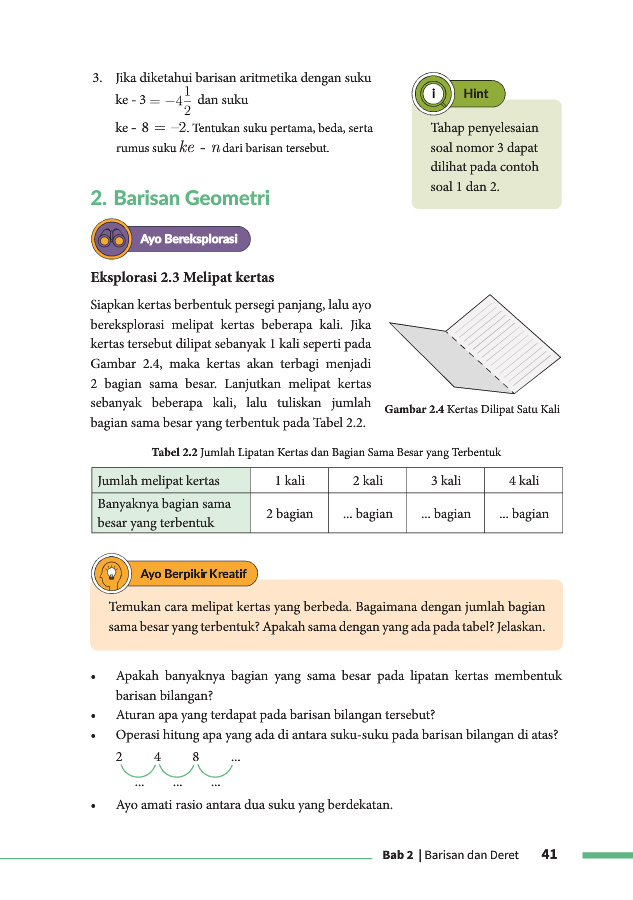 3. Jika diketahui barisan aritmetika dengan suku
ke - 3 = −4 1/2 dan suku
ke - 8 = −2. Tentukan suku pertama, beda, serta
rumus suku ke - n dari barisan tersebut.
i Hint
Tahap penyelesaian
soal nomor 3 dapat
dilihat pada contoh
soal 1 dan 2.
2. Barisan Geometri
Ayo Bereksplorasi
Eksplorasi 2.3 Melipat kertas
Siapkan kertas berbentuk persegi panjang, lalu ayo
bereksplorasi melipat kertas beberapa kali. Jika
kertas tersebut dilipat sebanyak 1 kali seperti pada
Gambar 2.4, maka kertas akan terbagi menjadi
2 bagian sama besar. Lanjutkan melipat kertas
sebanyak beberapa kali, lalu tuliskan jumlah
bagian sama besar yang terbentuk pada Tabel 2.2.
Gambar 2.4 Kertas Dilipat Satu Kali
Tabel 2.2 Jumlah Lipatan Kertas dan Bagian Sama Besar yang Terbentuk
Jumlah melipat kertas 1 kali 2 kali 3 kali 4 kali
Banyaknya bagian sama
besar yang terbentuk 2 bagian ... bagian ... bagian ... bagian
Ayo Berpikir Kreatif
Temukan cara melipat kertas yang berbeda. Bagaimana dengan jumlah bagian
sama besar yang terbentuk? Apakah sama dengan yang ada pada tabel? Jelaskan.
• Apakah banyaknya bagian yang sama besar pada lipatan kertas membentuk
barisan bilangan?
• Aturan apa yang terdapat pada barisan bilangan tersebut?
• Operasi hitung apa yang ada di antara suku-suku pada barisan bilangan di atas?
2 4 8 ...
... ... ...
• Ayo amati rasio antara dua suku yang berdekatan.
Bab 2 | Barisan dan Deret 41